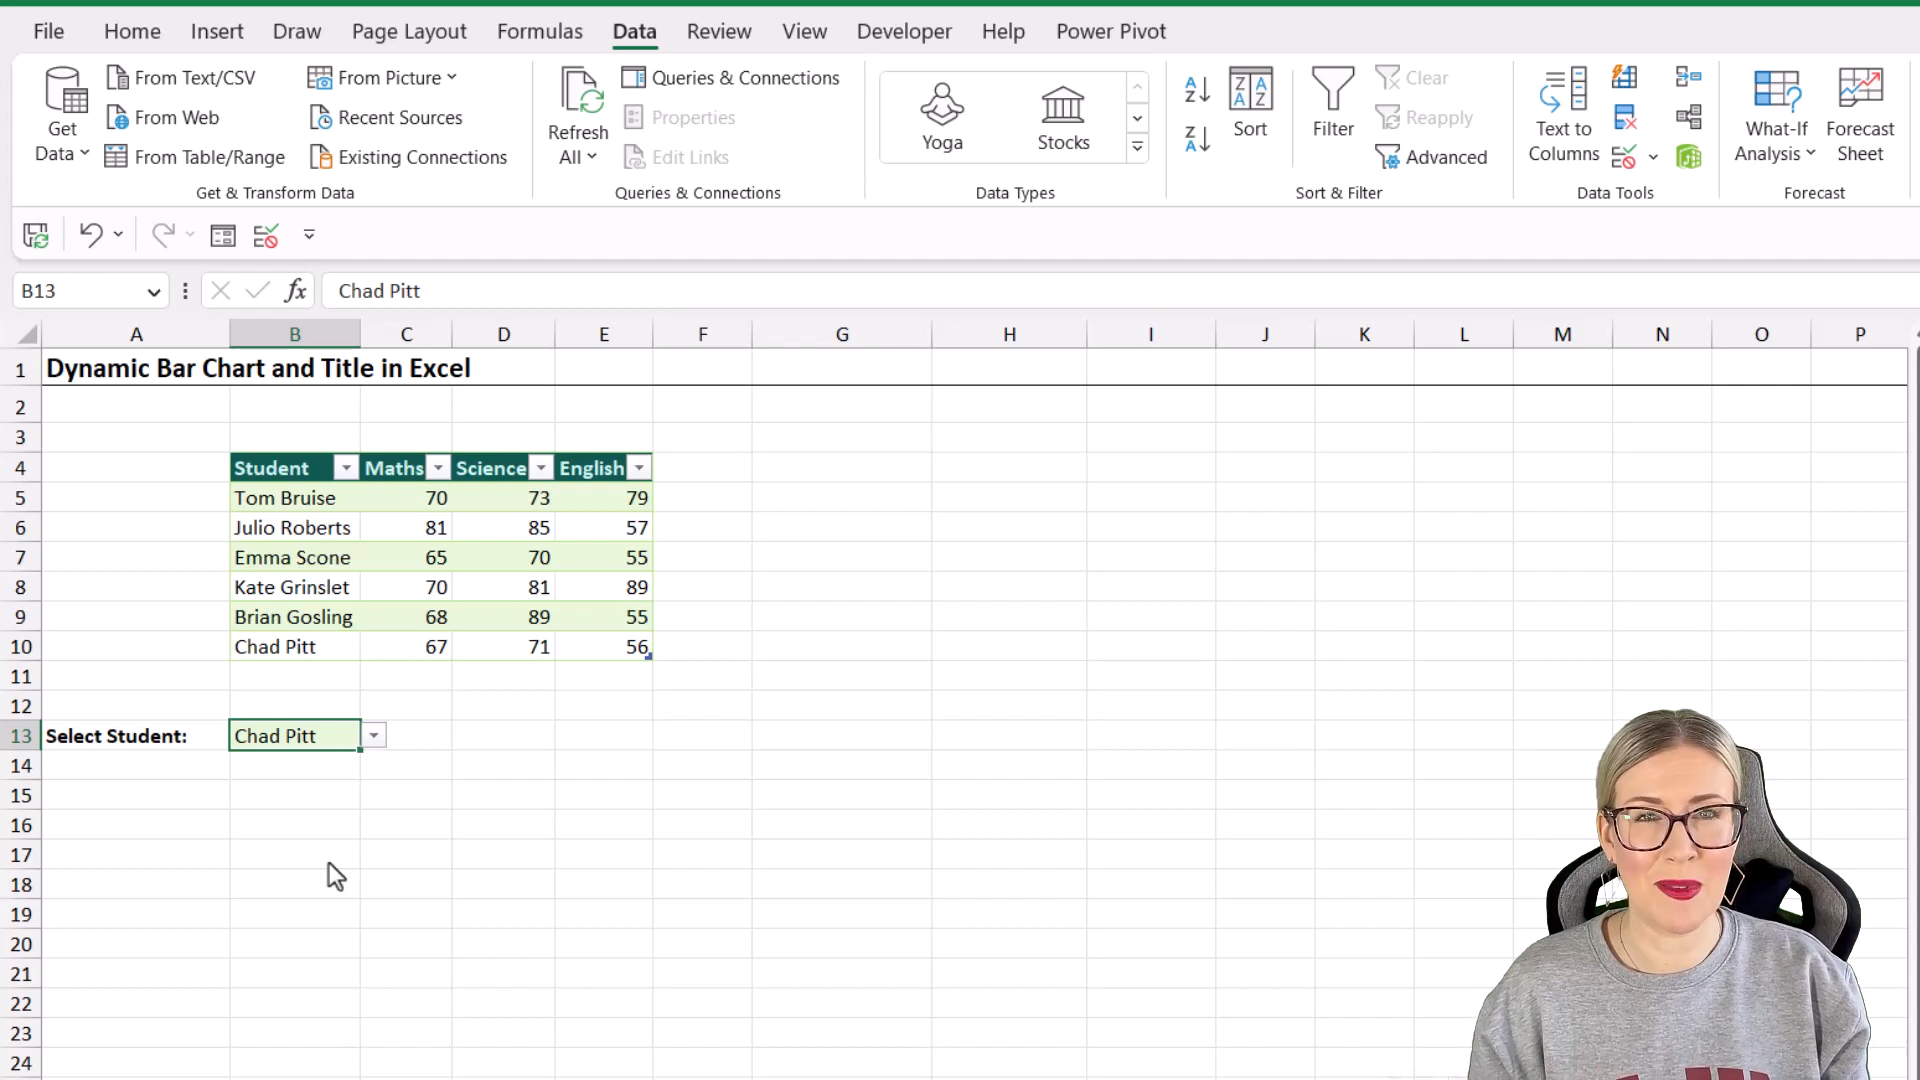 File Home Insert Draw Page Layout Formulas Data Review View Developer Help Power Pivot
Get Data
From Text/CSV
From Web
From Table/Range
From Picture
Recent Sources
Existing Connections
Get & Transform Data
Refresh All
Queries & Connections
Properties
Edit Links
Queries & Connections
Yoga
Stocks
Data Types
Sort
Filter
Clear
Reapply
Advanced
Sort & Filter
Text to Columns
Data Tools
What-If Analysis
Forecast Sheet
Forecast
B13 fx Chad Pitt
A B C D E F G H I J K L M N O P
1 Dynamic Bar Chart and Title in Excel
2
3
4 Student Maths Science English
5 Tom Bruise 70 73 79
6 Julio Roberts 81 85 57
7 Emma Scone 65 70 55
8 Kate Grinslet 70 81 89
9 Brian Gosling 68 89 55
10 Chad Pitt 67 71 56
11
12
13 Select Student: Chad Pitt
14
15
16
17
18
19
20
21
22
23
24